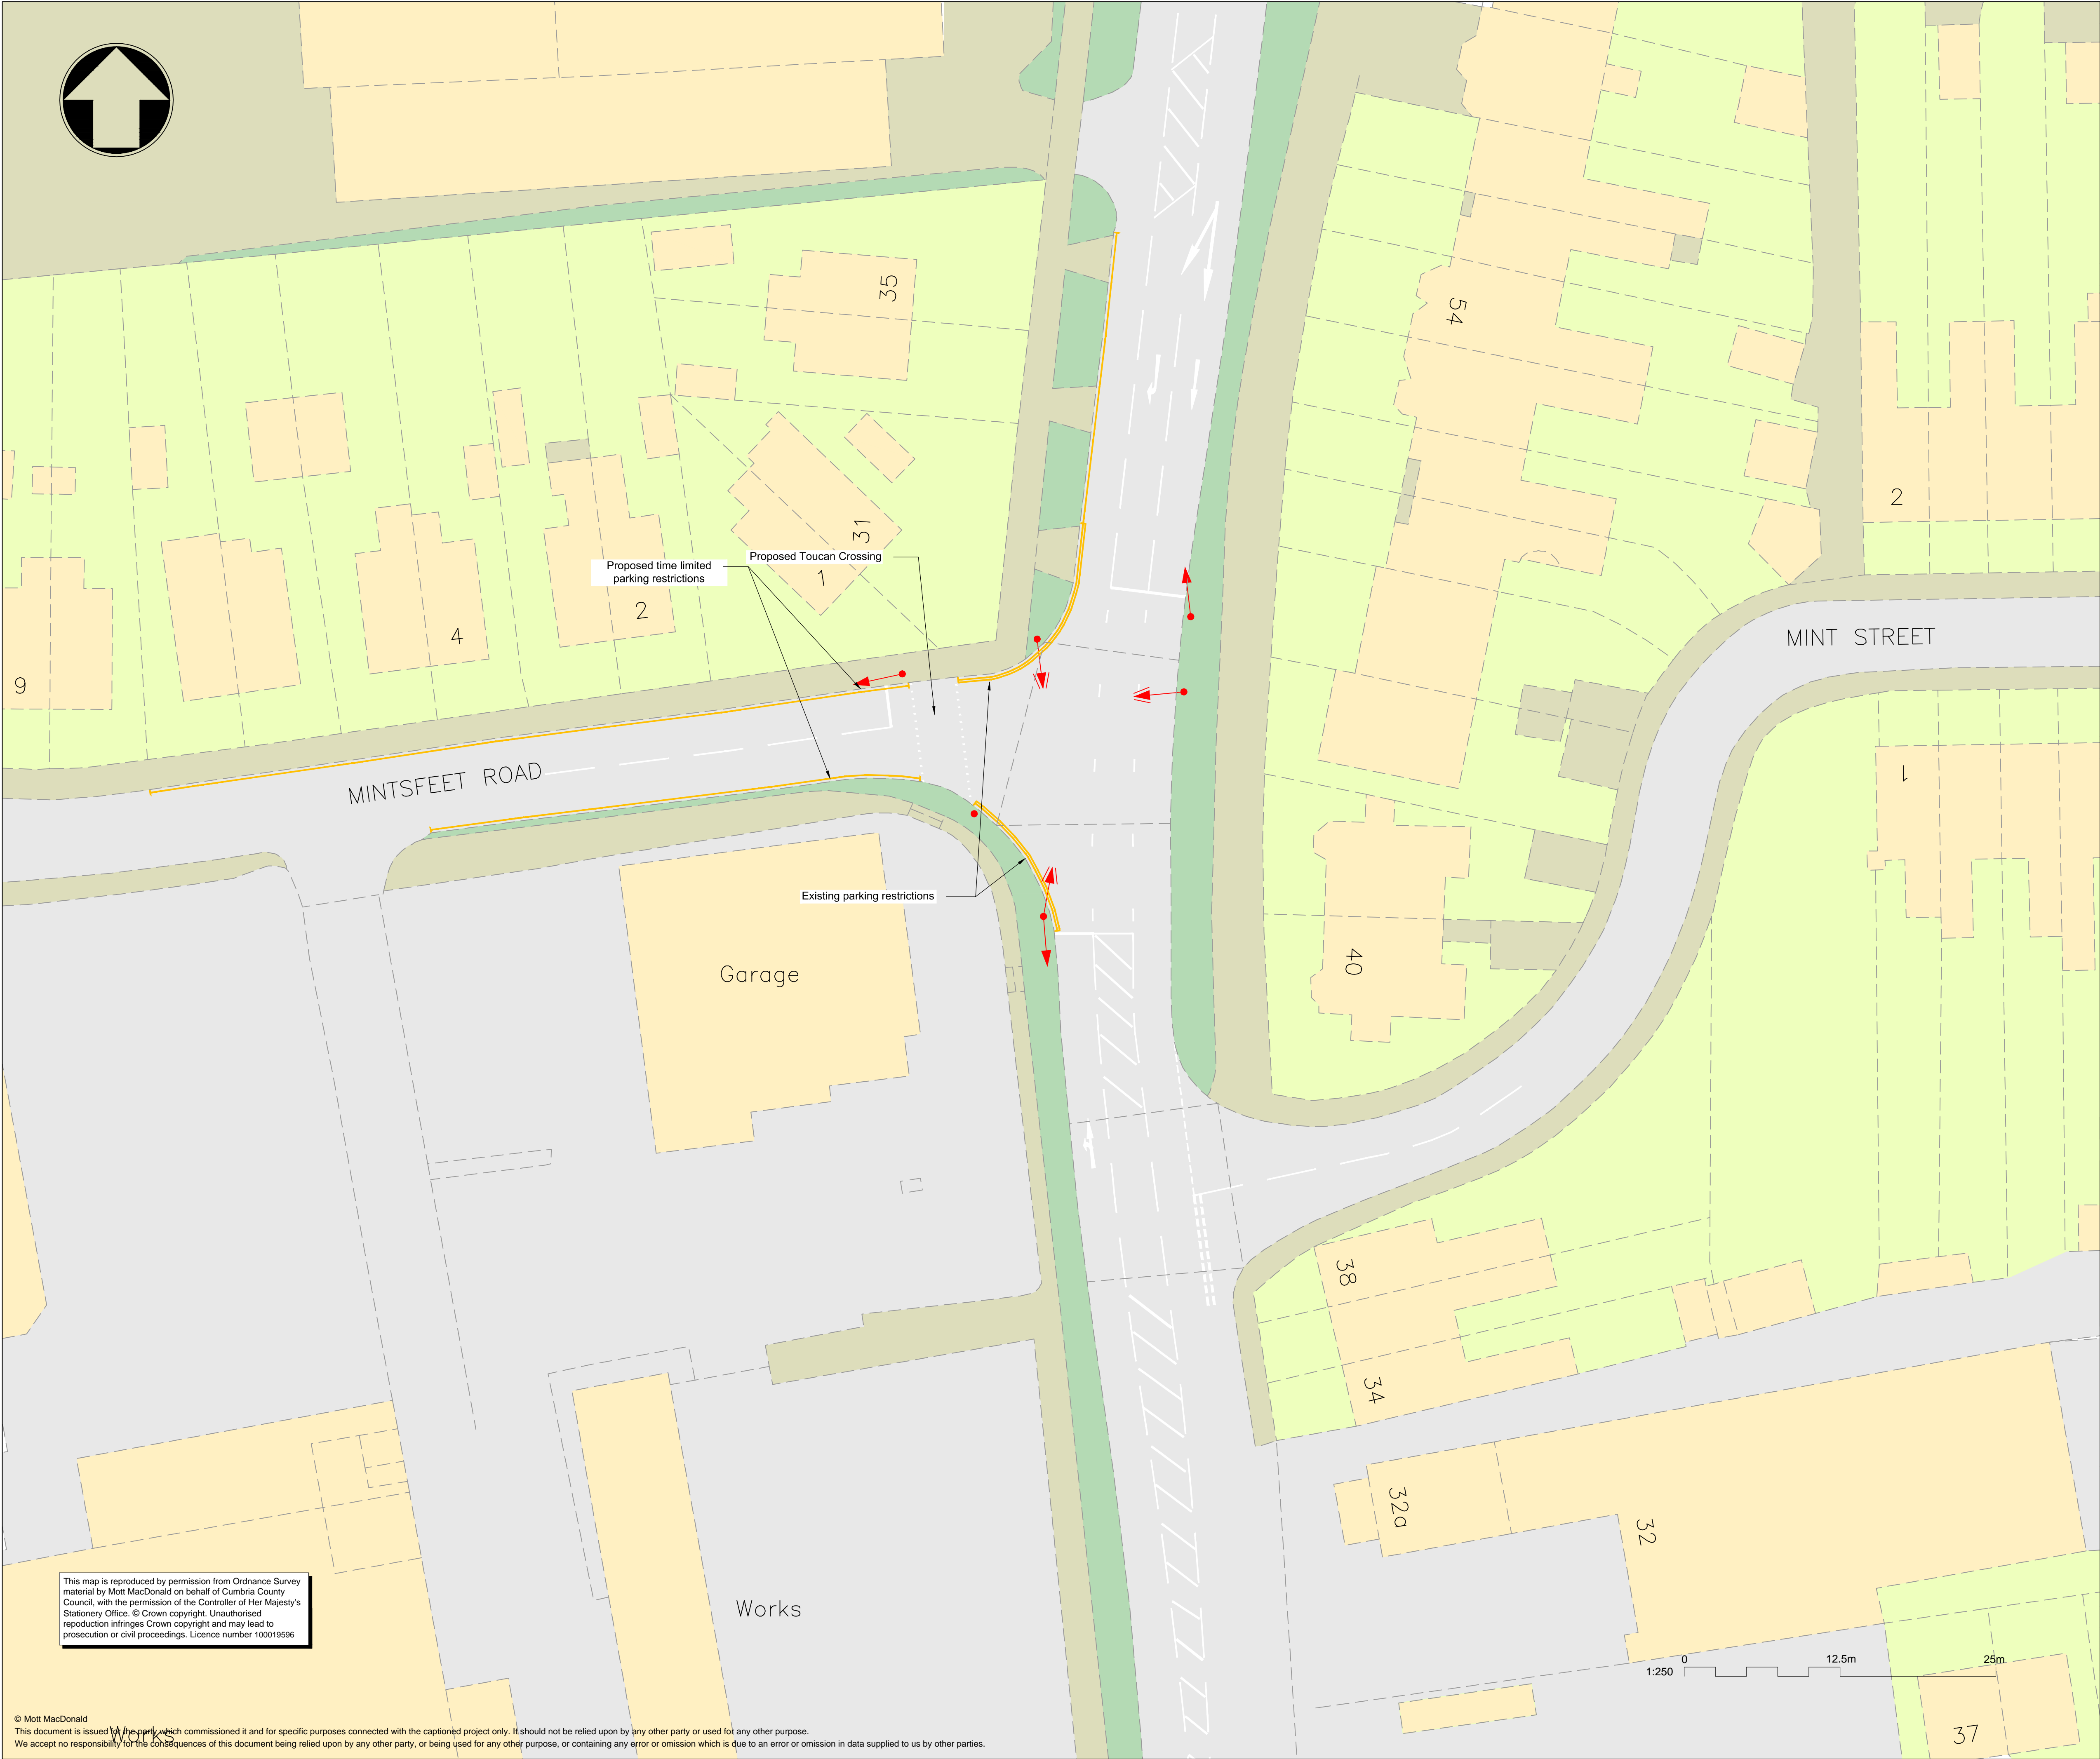 35
54
2
31
Proposed Toucan Crossing
Proposed time limited
parking restrictions
1
2
4
9
MINT STREET
MINTSFEET ROAD
1
Existing parking restrictions
40
Garage
38
34
32a
32
This map is reproduced by permission from Ordnance Survey
material by Mott MacDonald on behalf of Cumbria County
Council, with the permission of the Controller of Her Majesty's
Stationery Office. © Crown copyright. Unauthorised
repoduction infringes Crown copyright and may lead to
prosecution or civil proceedings. Licence number 100019596
Works
0 12.5m 25m
1:250
© Mott MacDonald
This document is issued for the party which commissioned it and for specific purposes connected with the captioned project only. It should not be relied upon by any other party or used for any other purpose.
Works
We accept no responsibility for the consequences of this document being relied upon by any other party, or being used for any other purpose, or containing any error or omission which is due to an error or omission in data supplied to us by other parties.
37